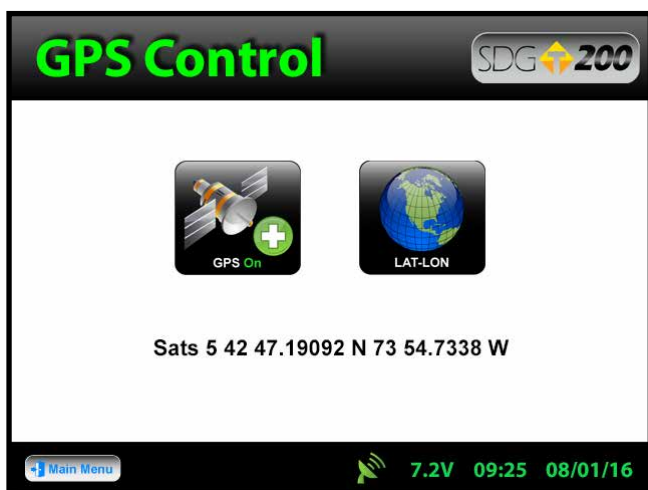 GPS Control
SDG 200
GPS On
LAT-LON
Sats 5 42 47.19092 N 73 54.7338 W
Main Menu
7.2V 09:25 08/01/16